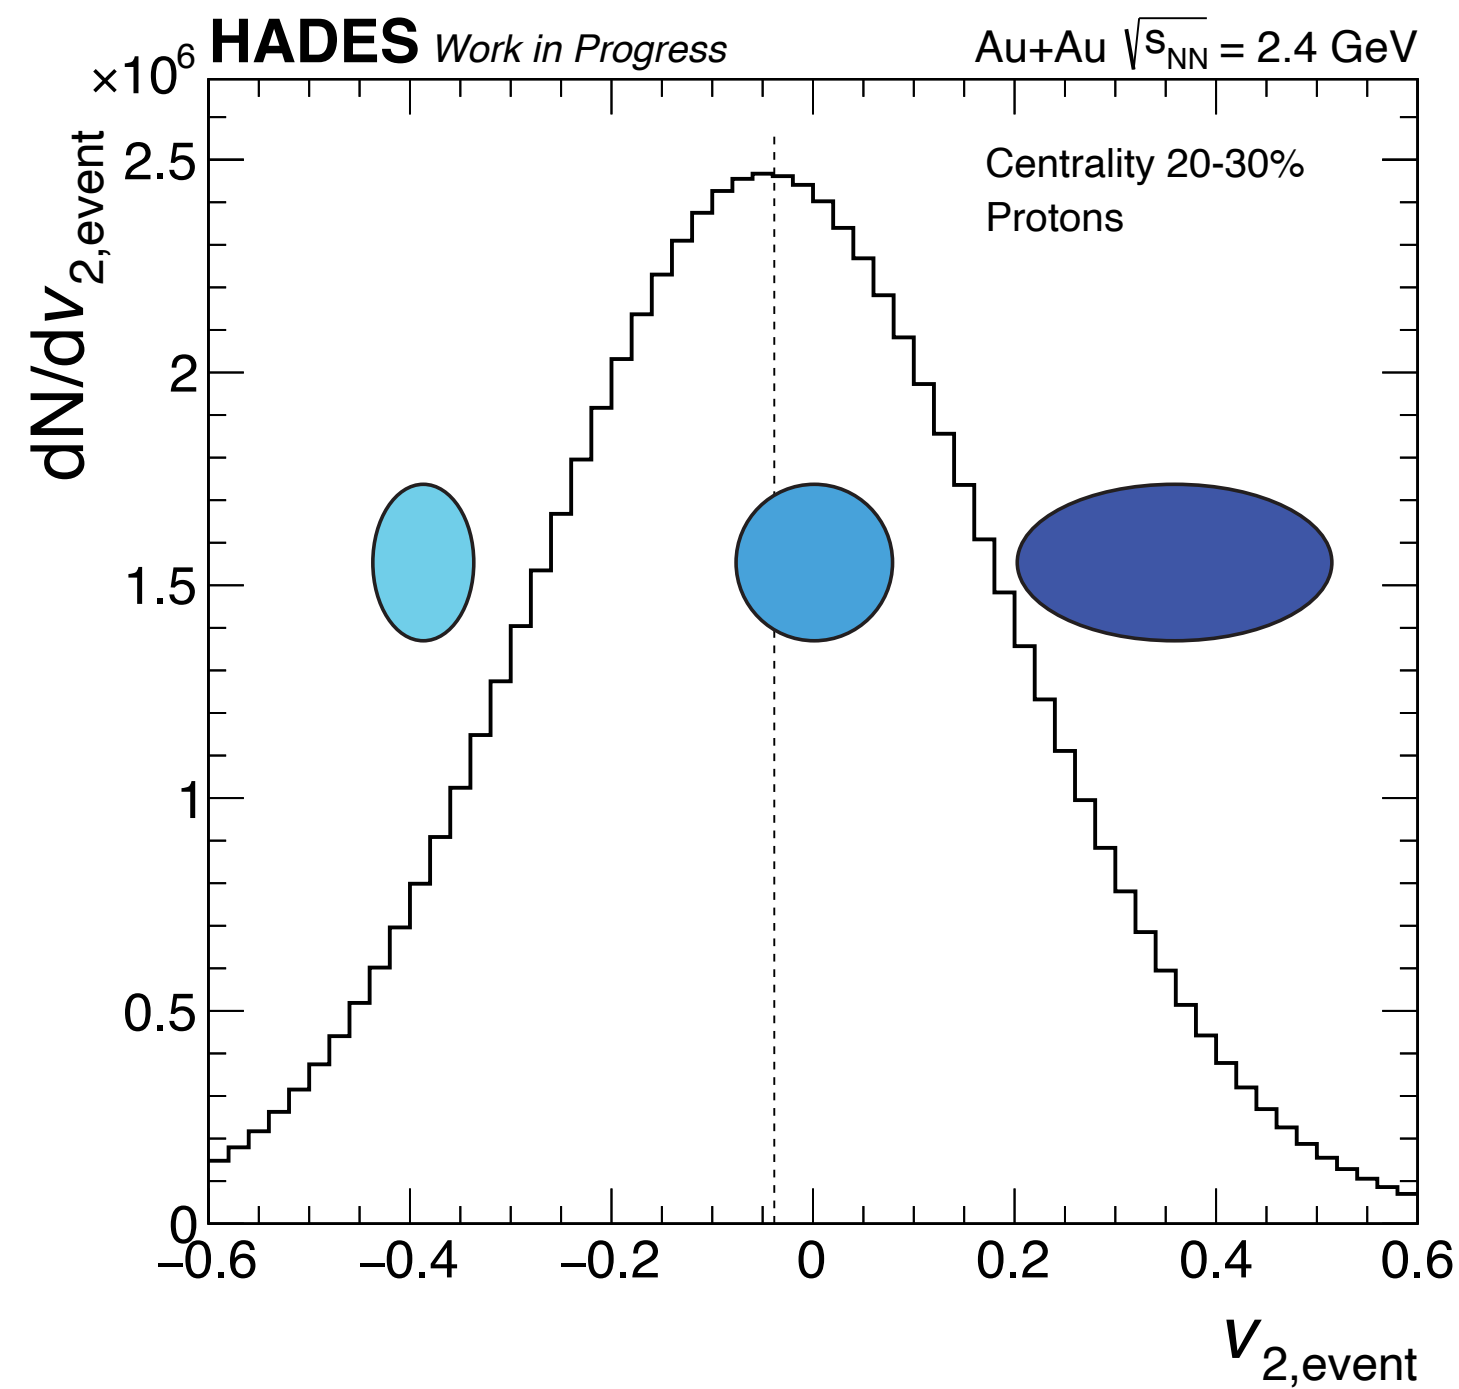 HADES Work in Progress
Au+Au √sNN = 2.4 GeV
×10⁶
dN/dv2,event
Centrality 20-30%
Protons
2.5
2
1.5
1
0.5
0
−0.6 −0.4 −0.2 0 0.2 0.4 0.6
v2,event